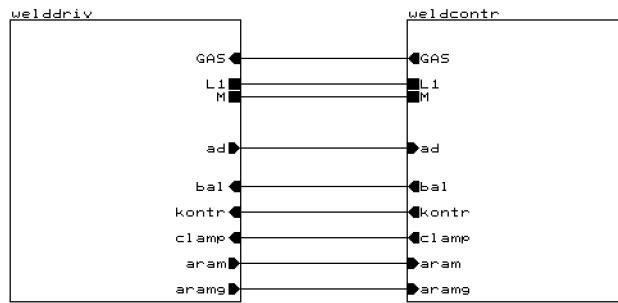 welddriv weldcontr
GAS GAS
L1 L1
M M
ad ad
bal bal
kontr kontr
clamp clamp
aram aram
aramg aramg